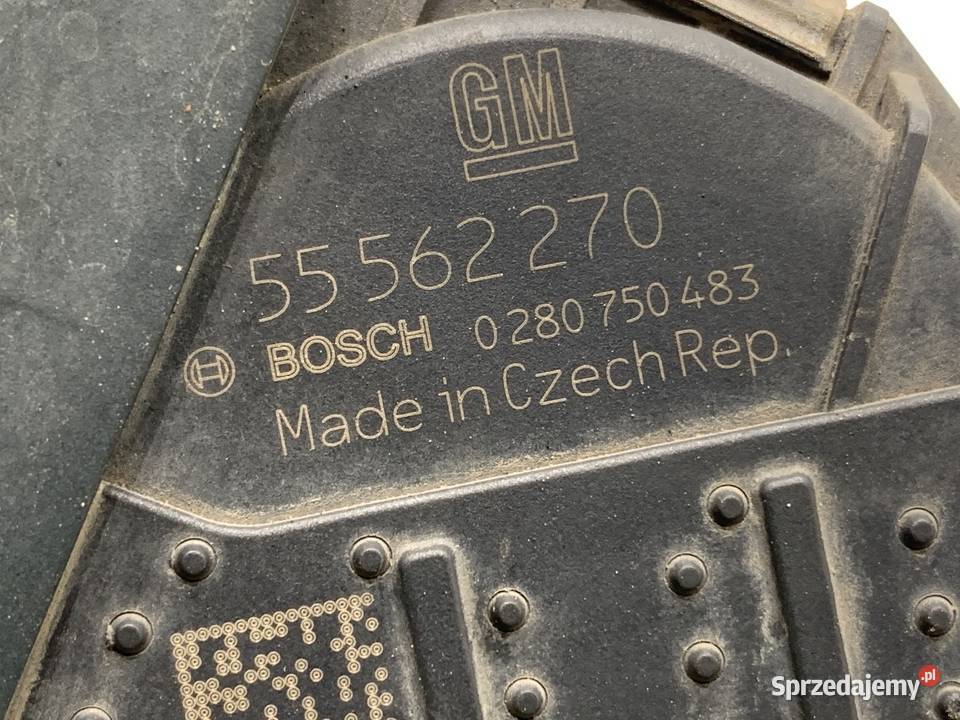 GM
55 562 270
BOSCH 0 280 750 483
Made in Czech Rep.
Sprzedajemy.pl